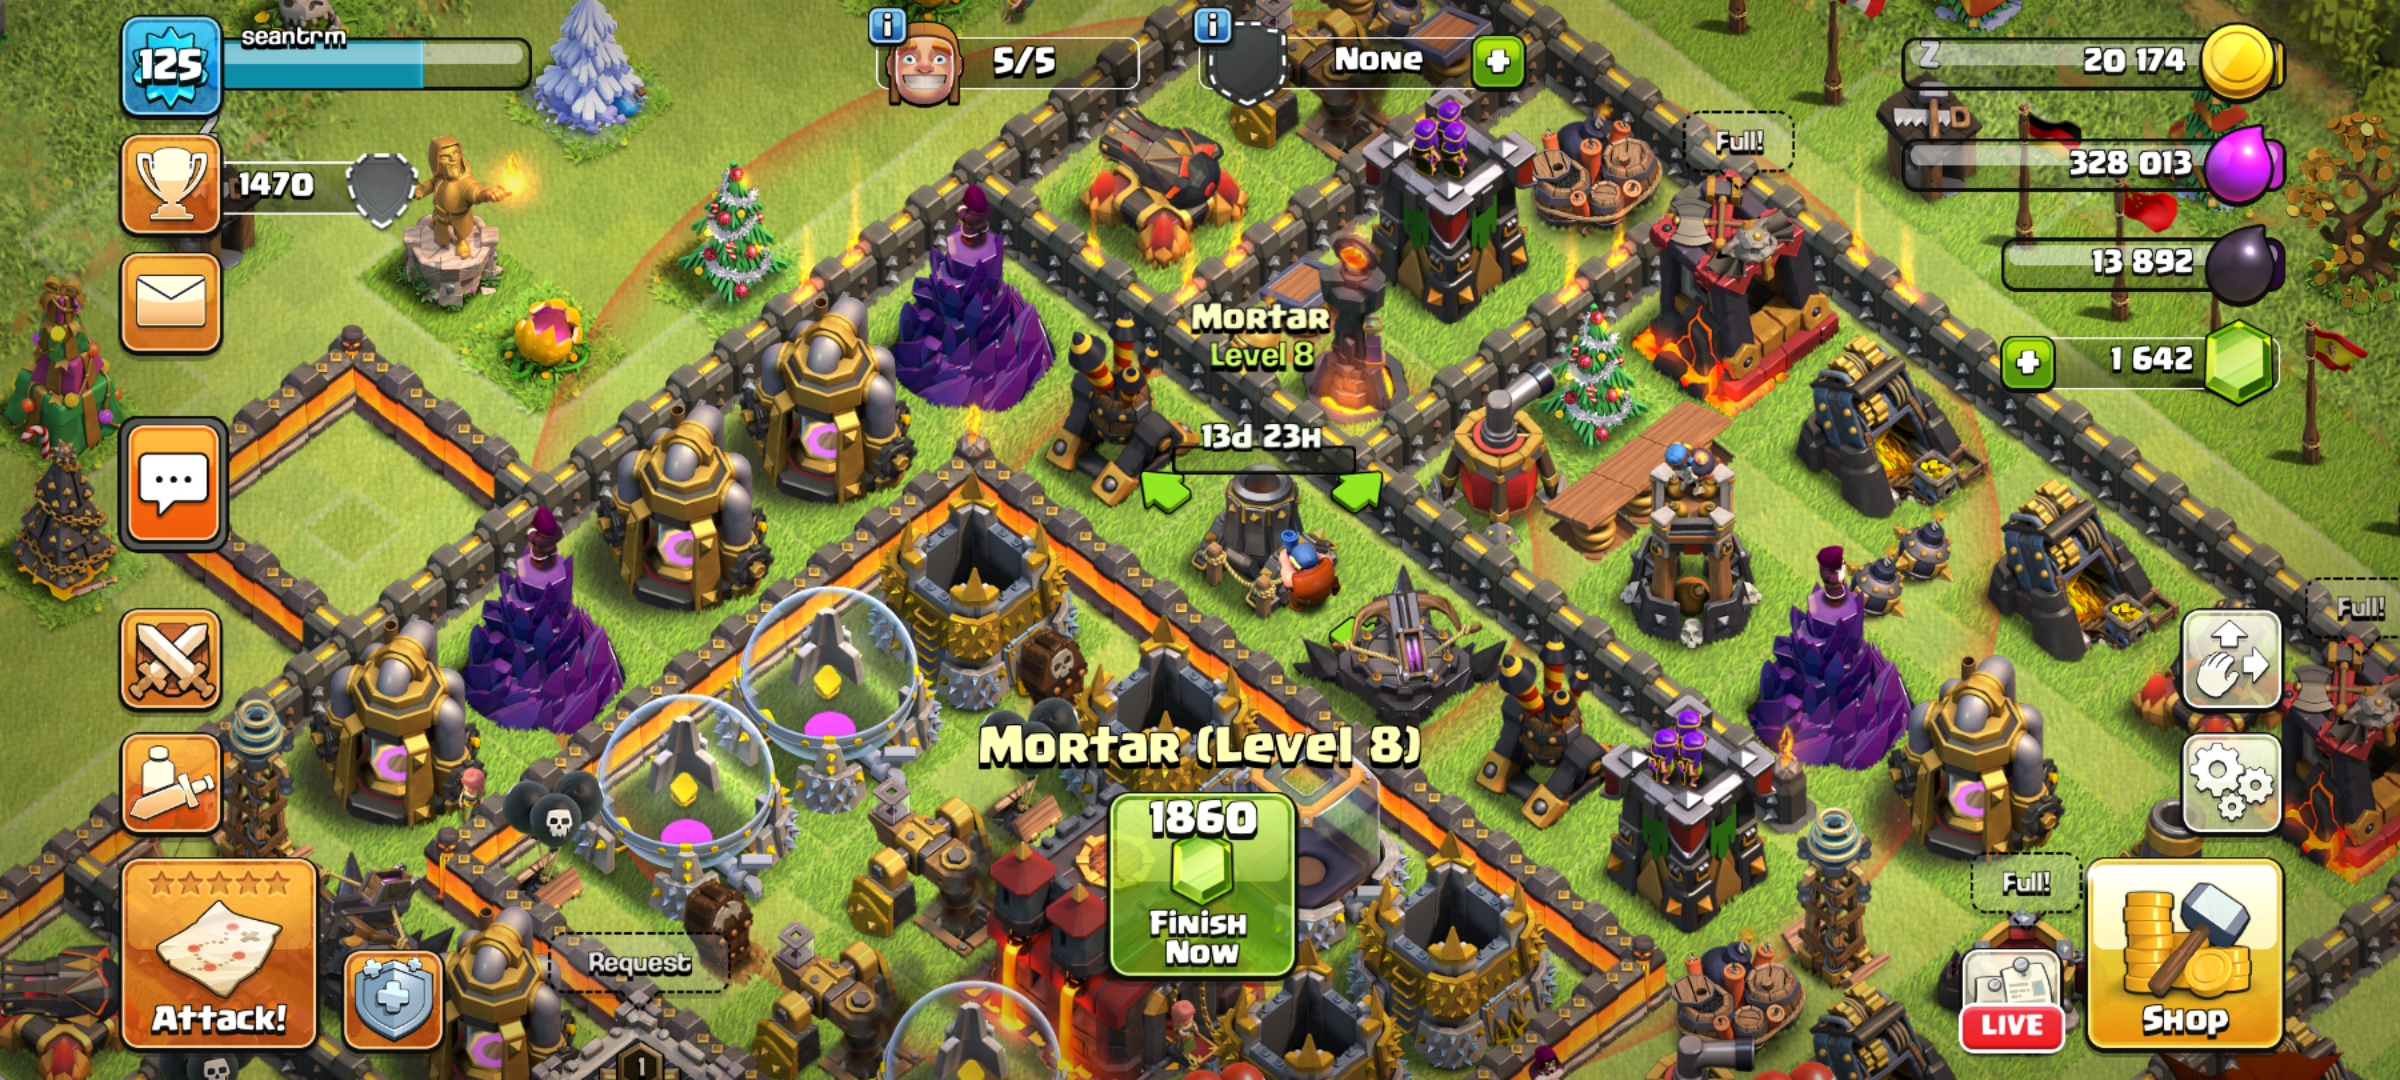 125
seantrm
5/5
None
20 174
1470
Full!
328 013
13 892
Mortar
Level 8
1 642
13d 23h
Full!
Mortar (Level 8)
1860
Finish
Now
Full!
Request
Attack!
LIVE
Shop
1